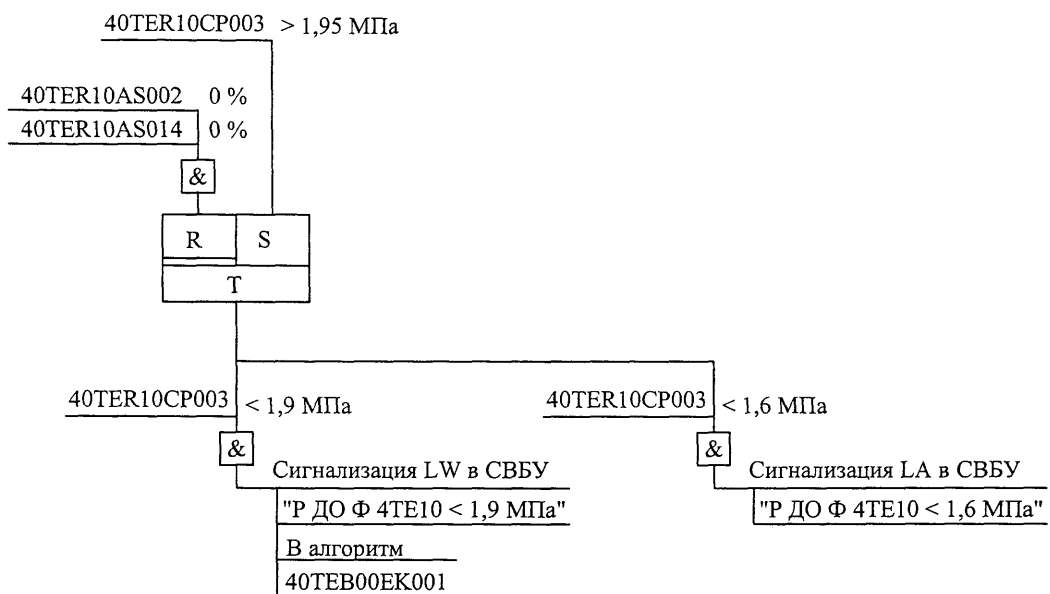 40TER10CP003 > 1,95 МПа
40TER10AS002 0 %
40TER10AS014 0 %
&
R S
T
40TER10CP003 < 1,9 МПа
40TER10CP003 < 1,6 МПа
&
&
Сигнализация LW в СВБУ
Сигнализация LA в СВБУ
"Р ДО Ф 4ТЕ10 < 1,9 МПа"
"Р ДО Ф 4ТЕ10 < 1,6 МПа"
В алгоритм
40TEB00EK001